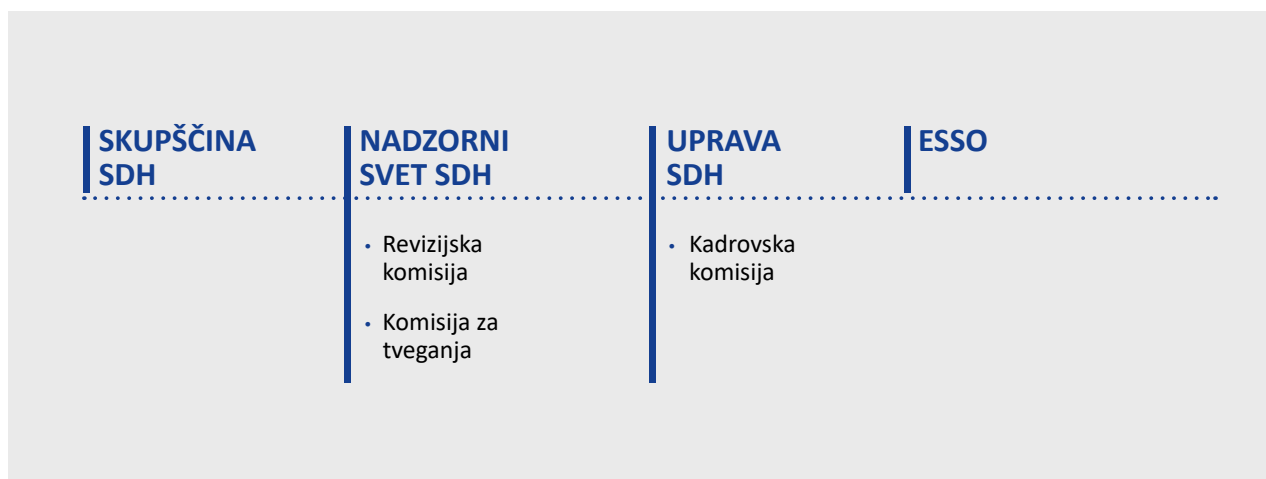 SKUPŠČINA
SDH
NADZORNI
SVET SDH
• Revizijska
komisija
• Komisija za
tveganja
UPRAVA
SDH
• Kadrovska
komisija
ESSO